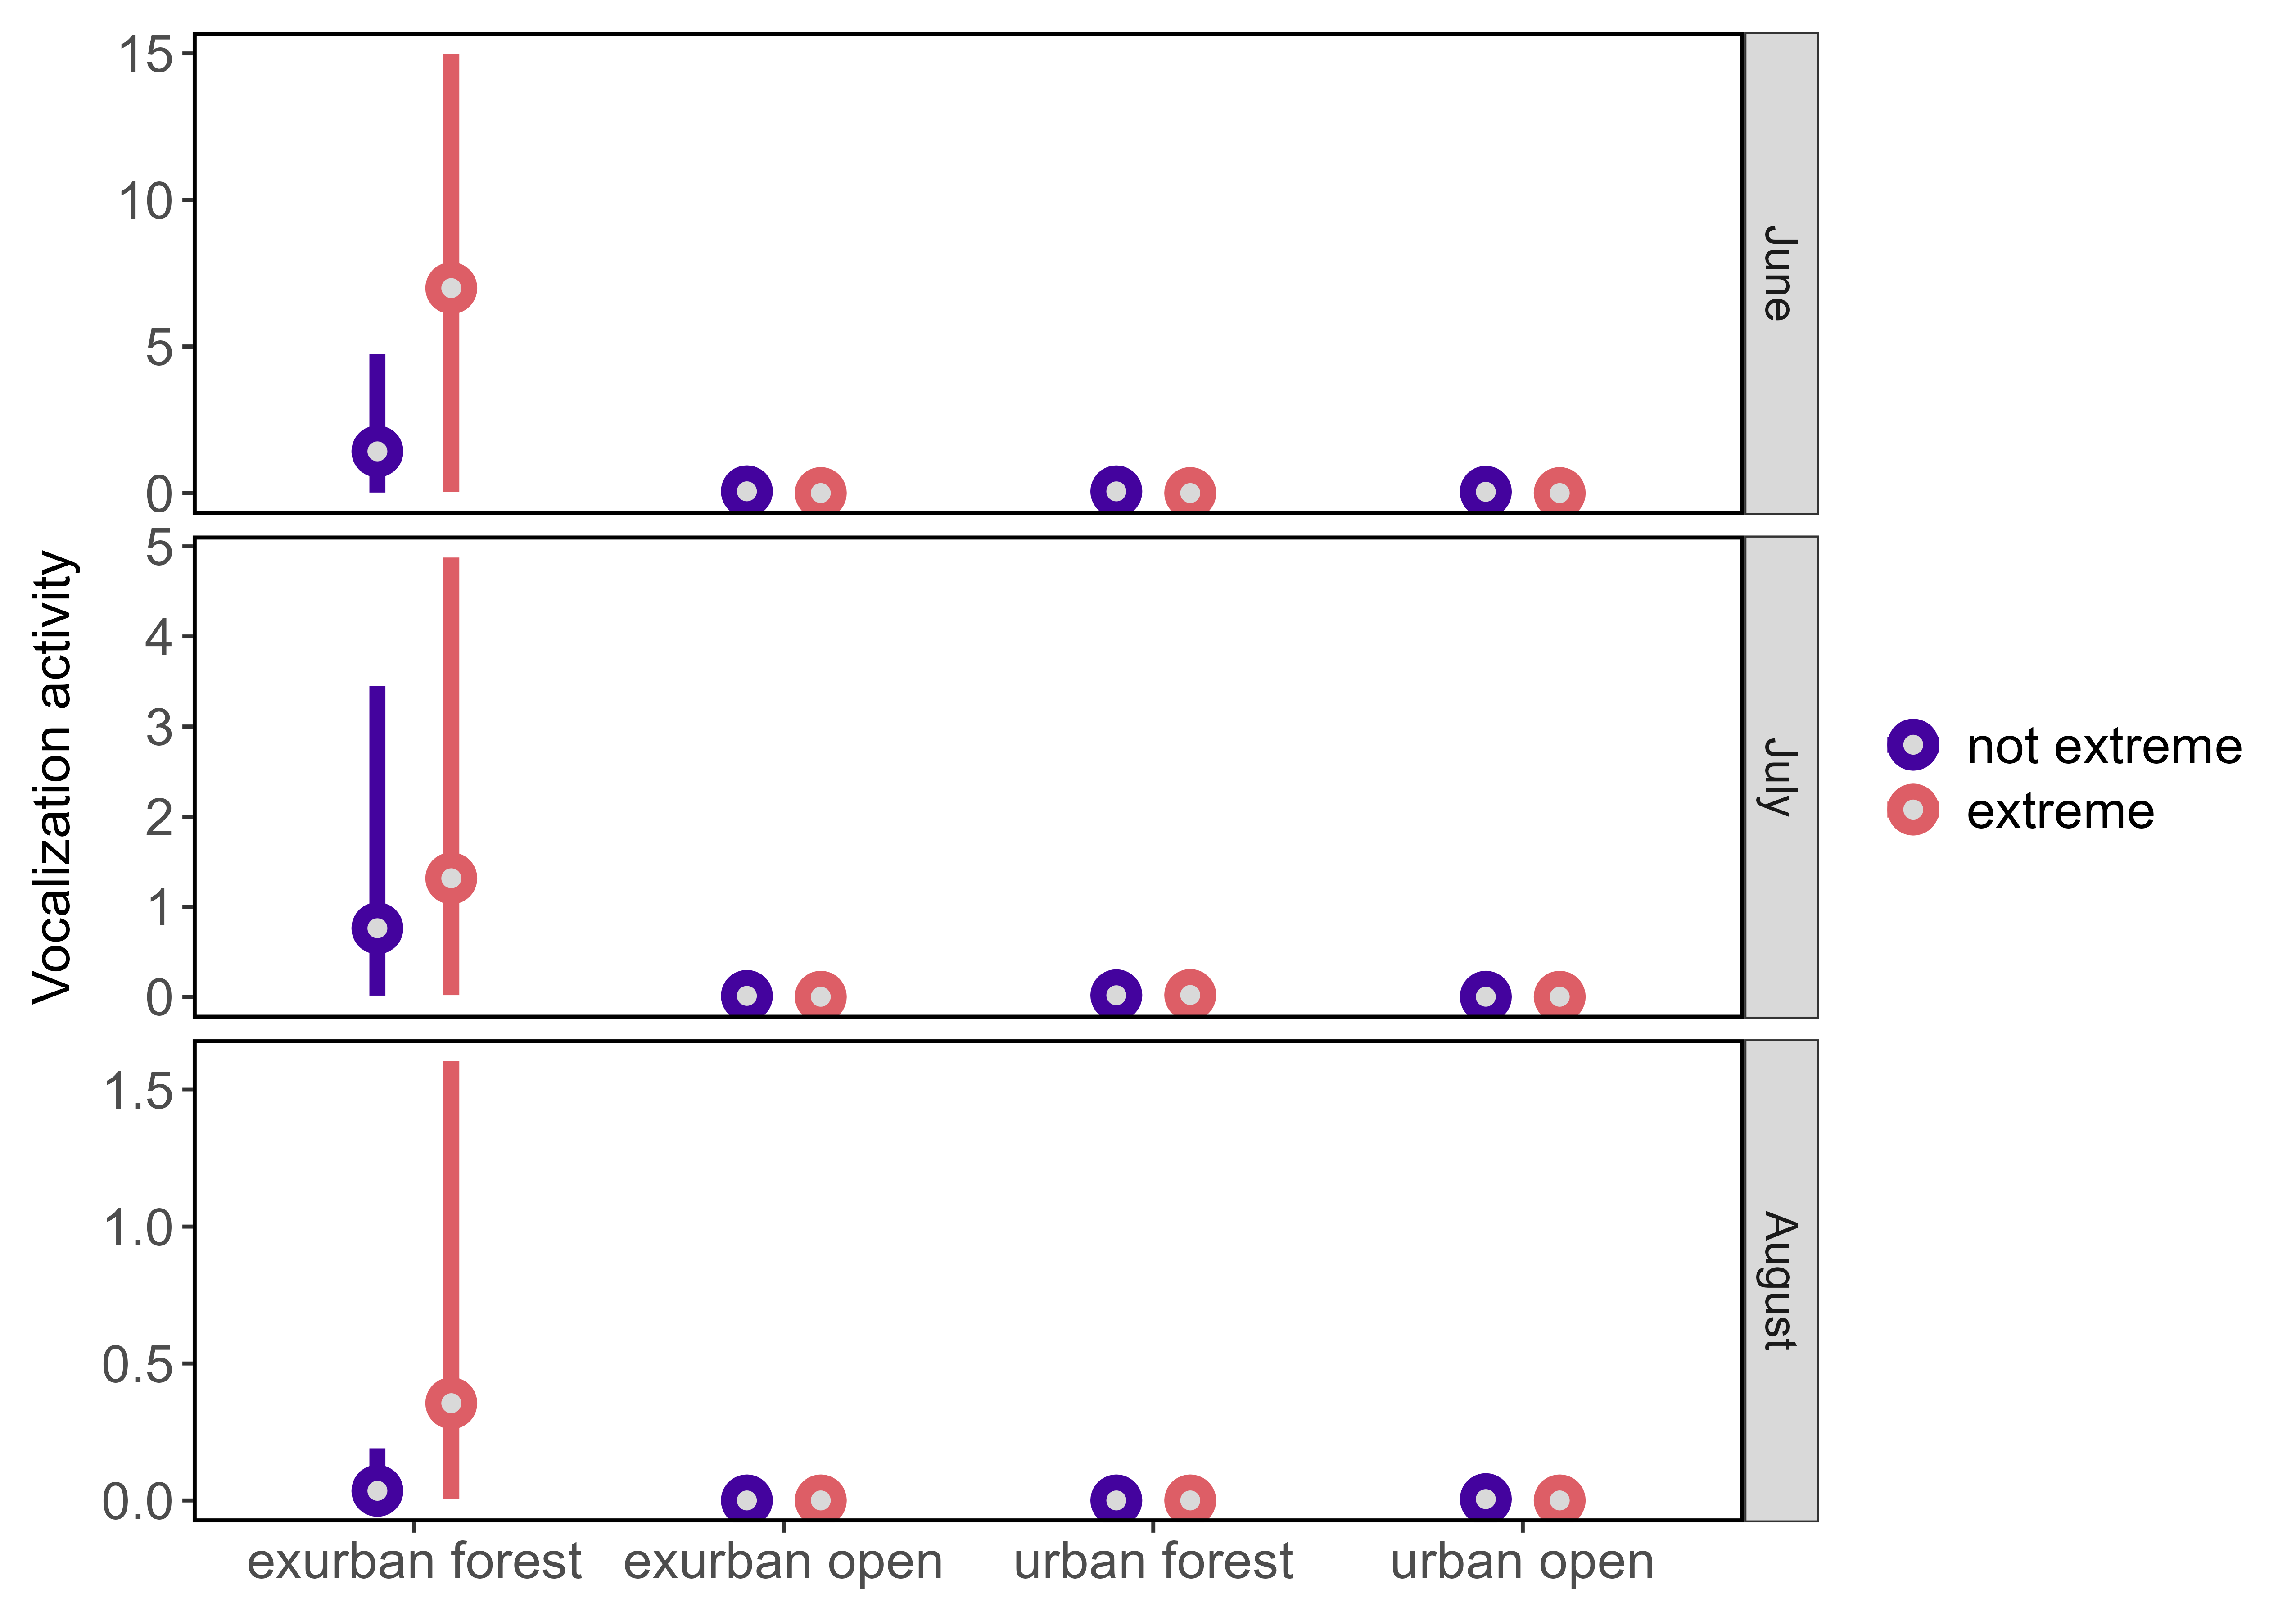 Vocalization activity
15
10
5
0
June
5
4
3
2
1
0
July
1.5
1.0
0.5
0.0
August
exurban forest exurban open urban forest urban open
not extreme
extreme